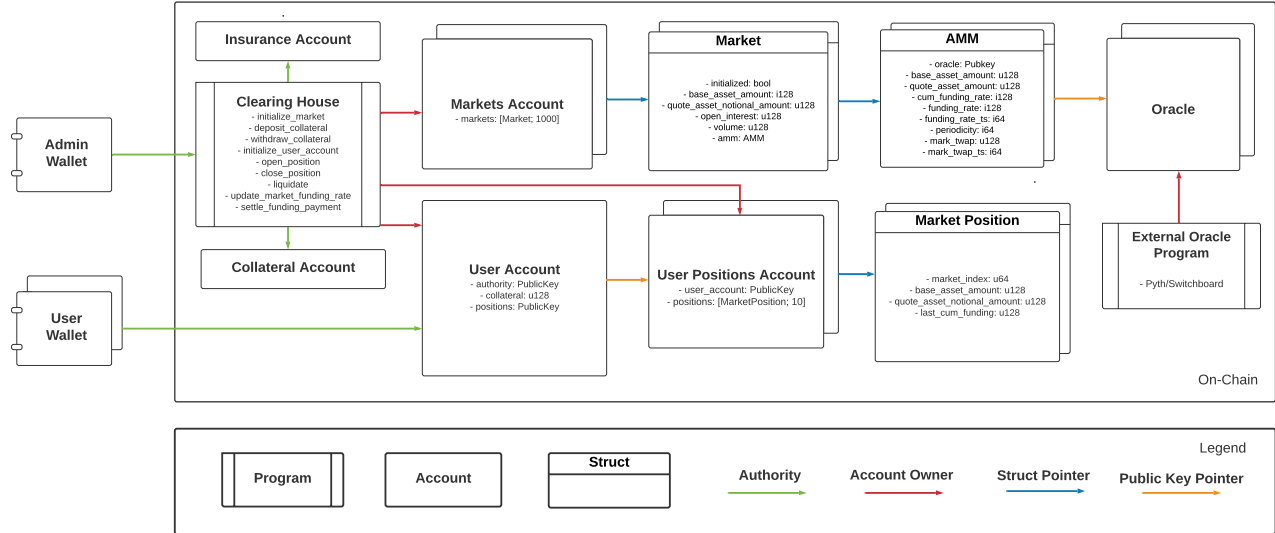 Insurance Account
Clearing House
- initialize_market
- deposit_collateral
- withdraw_collateral
- initialize_user_account
- open_position
- close_position
- liquidate
- update_market_funding_rate
- settle_funding_payment
Collateral Account
Admin
Wallet
User
Wallet
Markets Account
- markets: [Market; 1000]
Market
- initialized: bool
- base_asset_amount: i128
- quote_asset_notional_amount: u128
- open_interest: u128
- volume: u128
- amm: AMM
AMM
- oracle: Pubkey
- base_asset_amount: u128
- quote_asset_amount: u128
- cum_funding_rate: i128
- funding_rate: i128
- funding_rate_ts: i64
- periodicity: i64
- mark_twap: u128
- mark_twap_ts: i64
Oracle
User Account
- authority: PublicKey
- collateral: u128
- positions: PublicKey
User Positions Account
- user_account: PublicKey
- positions: [MarketPosition; 10]
Market Position
- market_index: u64
- base_asset_amount: u128
- quote_asset_notional_amount: u128
- last_cum_funding: u128
External Oracle
Program
- Pyth/Switchboard
On-Chain
Legend
Program
Account
Struct
Authority
Account Owner
Struct Pointer
Public Key Pointer